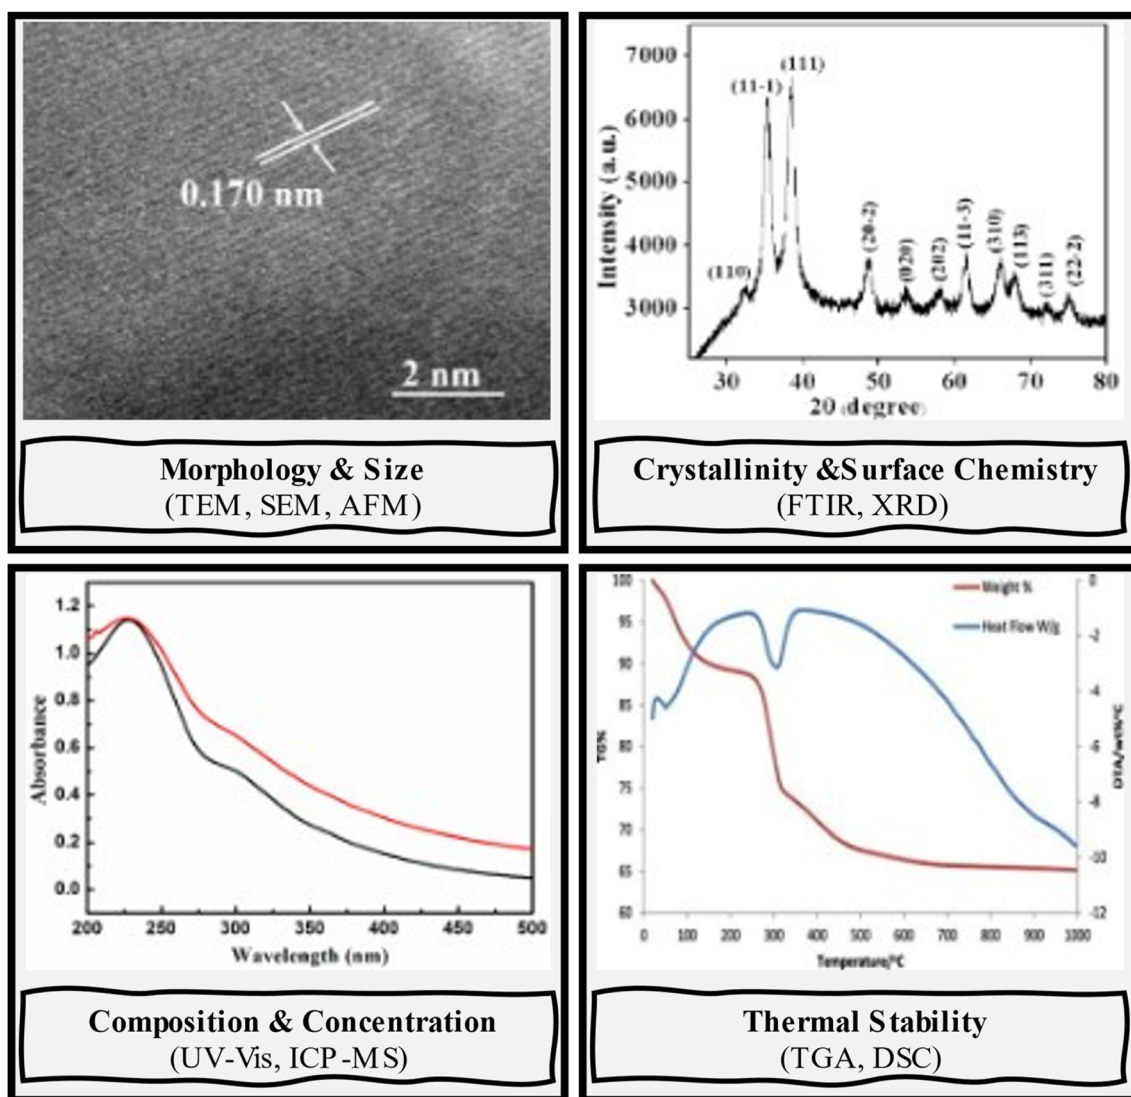 0.170 nm
2 nm
Morphology & Size
(TEM, SEM, AFM)
7000
6000
5000
4000
3000
Intensity (a.u.)
(110)
(11-1)
(111)
(20-2)
(020)
(202)
(11-3)
(310)
(113)
(311)
(22-2)
30 40 50 60 70 80
2θ (degree)
Crystallinity &Surface Chemistry
(FTIR, XRD)
1.2
1.0
0.8
0.6
0.4
0.2
0.0
Absorbance
200 250 300 350 400 450 500
Wavelength (nm)
Composition & Concentration
(UV-Vis, ICP-MS)
100
95
90
85
80
75
70
65
60
TG%
Weight %
Heat Flow W/g
0
-2
-4
-6
-8
-10
-12
DTA/wt%/°C
0 100 200 300 400 500 600 700 800 900 1000
Temperature/°C
Thermal Stability
(TGA, DSC)